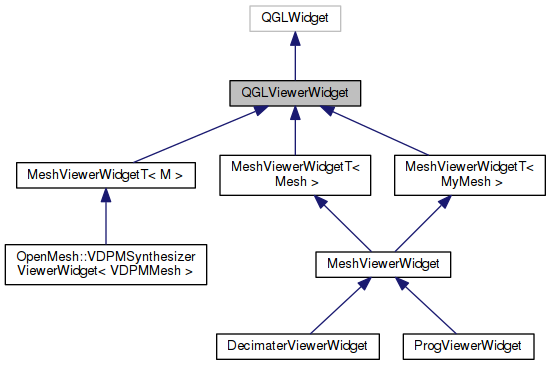 QGLWidget
QGLViewerWidget
MeshViewerWidgetT< M >
MeshViewerWidgetT<
Mesh >
MeshViewerWidgetT<
MyMesh >
OpenMesh::VDPMSynthesizer
ViewerWidget< VDPMMesh >
MeshViewerWidget
DecimaterViewerWidget
ProgViewerWidget